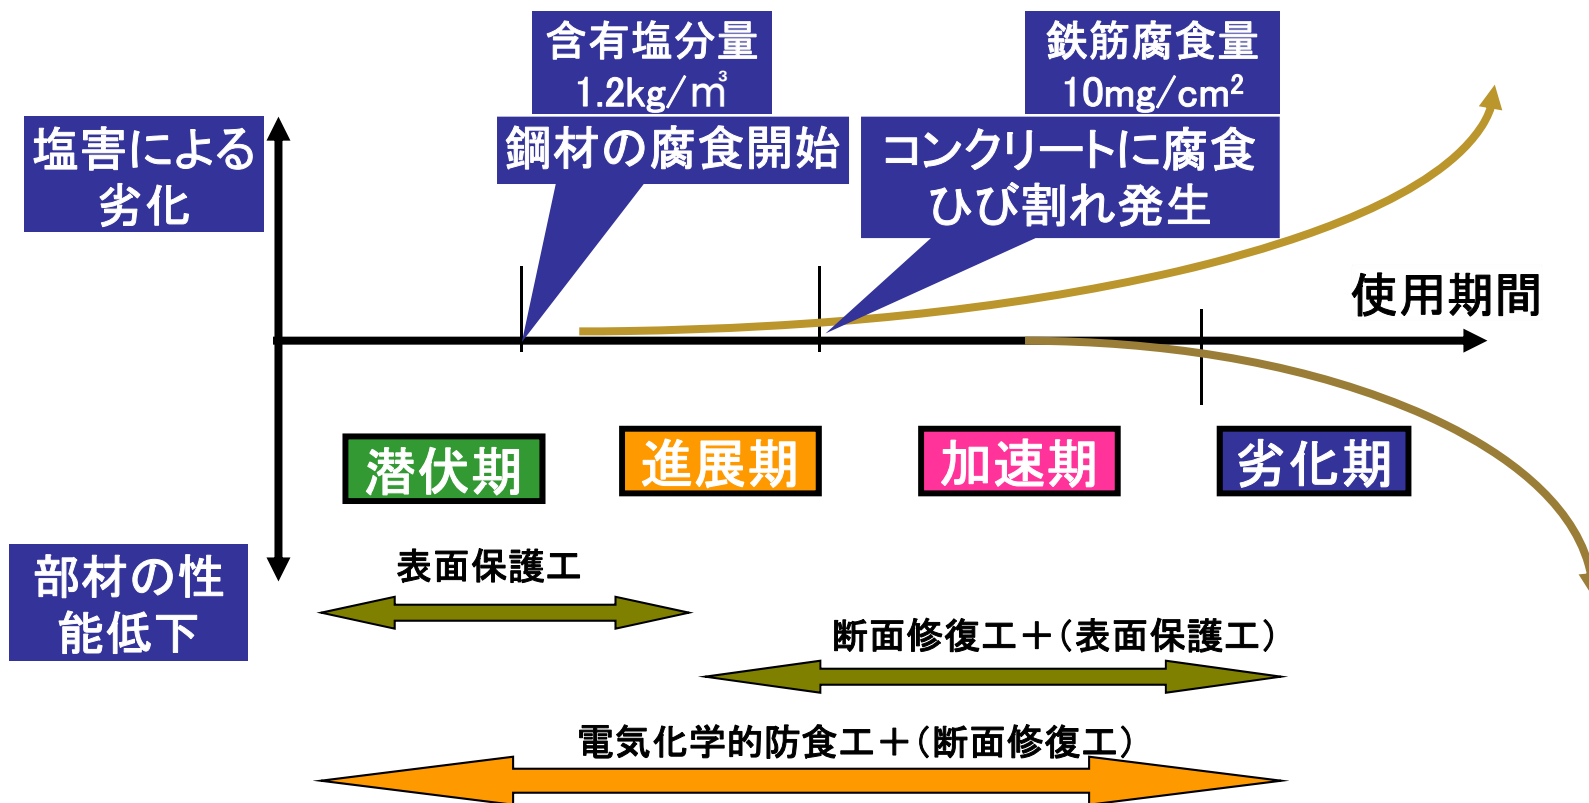 含有塩分量
1.2kg/㎥
鋼材の腐食開始
鉄筋腐食量
10mg/cm²
コンクリートに腐食
ひび割れ発生
塩害による
劣化
使用期間
潜伏期
進展期
加速期
劣化期
部材の性
能低下
表面保護工
断面修復工＋(表面保護工)
電気化学的防食工＋(断面修復工)